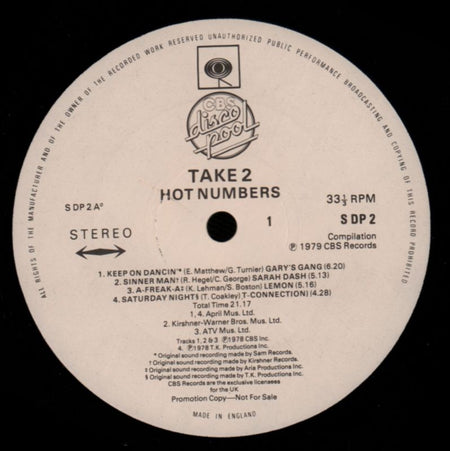 ALL RIGHTS OF THE MANUFACTURER AND OF THE OWNER OF THE RECORDED WORK RESERVED UNAUTHORIZED PUBLIC PERFORMANCE BROADCASTING AND COPYING OF THIS RECORD PROHIBITED
CBS
disco
pool
TAKE 2
HOT NUMBERS
S DP 2 A°
33⅓ RPM
1
S DP 2
STEREO
Compilation
℗ 1979 CBS Records
1. KEEP ON DANCIN'* (E. Matthew/G. Turnier) GARY'S GANG (6.20)
2. SINNER MAN† (R. Hegel/C. George) SARAH DASH (5.31)
3. A-FREAK-A‡ (K. Lehman/S. Boston) LEMON (5.16)
4. SATURDAY NIGHT§ (T. Coakley) T-CONNECTION) (4.28)
Total Time 21.17
1, 4. April Mus. Ltd.
2. Kirshner-Warner Bros. Mus. Ltd.
3. ATV Mus. Ltd.
Tracks 1, 2 & 3 ℗1978 CBS Inc.
4. ℗1978 T.K. Productions Inc.
* Original sound recording made by Sam Records.
† Original sound recording made by Kirshner Records.
‡ Original sound recording made by Aria Productions Inc.
§ Original sound recording made by T.K. Productions Inc.
CBS Records are the exclusive licensees
for the UK
Promotion Copy—Not For Sale
MADE IN ENGLAND